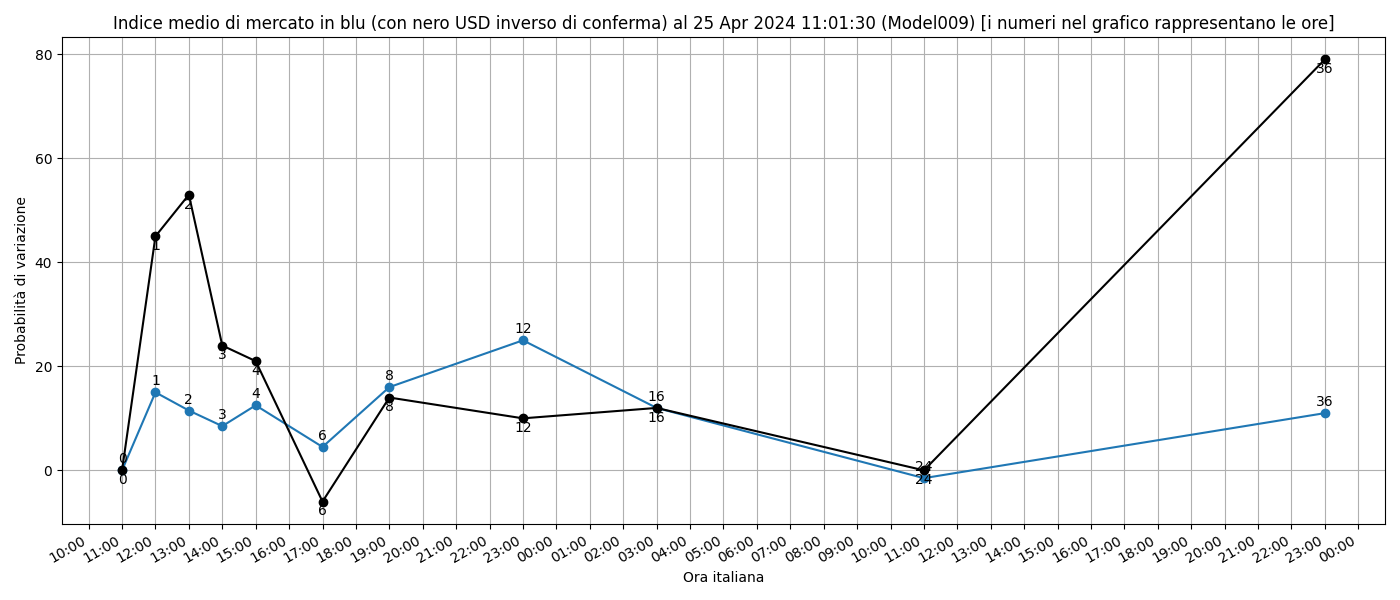 Indice medio di mercato in blu (con nero USD inverso di conferma) al 25 Apr 2024 11:01:30 (Model009) [i numeri nel grafico rappresentano le ore]
Probabilità di variazione
80
60
40
20
0
0 1 2 3 4 6 8 12 16 24 36
0 1 2 3 4 6 8 12 16 24 36
10:00 11:00 12:00 13:00 14:00 15:00 16:00 17:00 18:00 19:00 20:00 21:00 22:00 23:00 00:00 01:00 02:00 03:00 04:00 05:00 06:00 07:00 08:00 09:00 10:00 11:00 12:00 13:00 14:00 15:00 16:00 17:00 18:00 19:00 20:00 21:00 22:00 23:00 00:00
Ora italiana